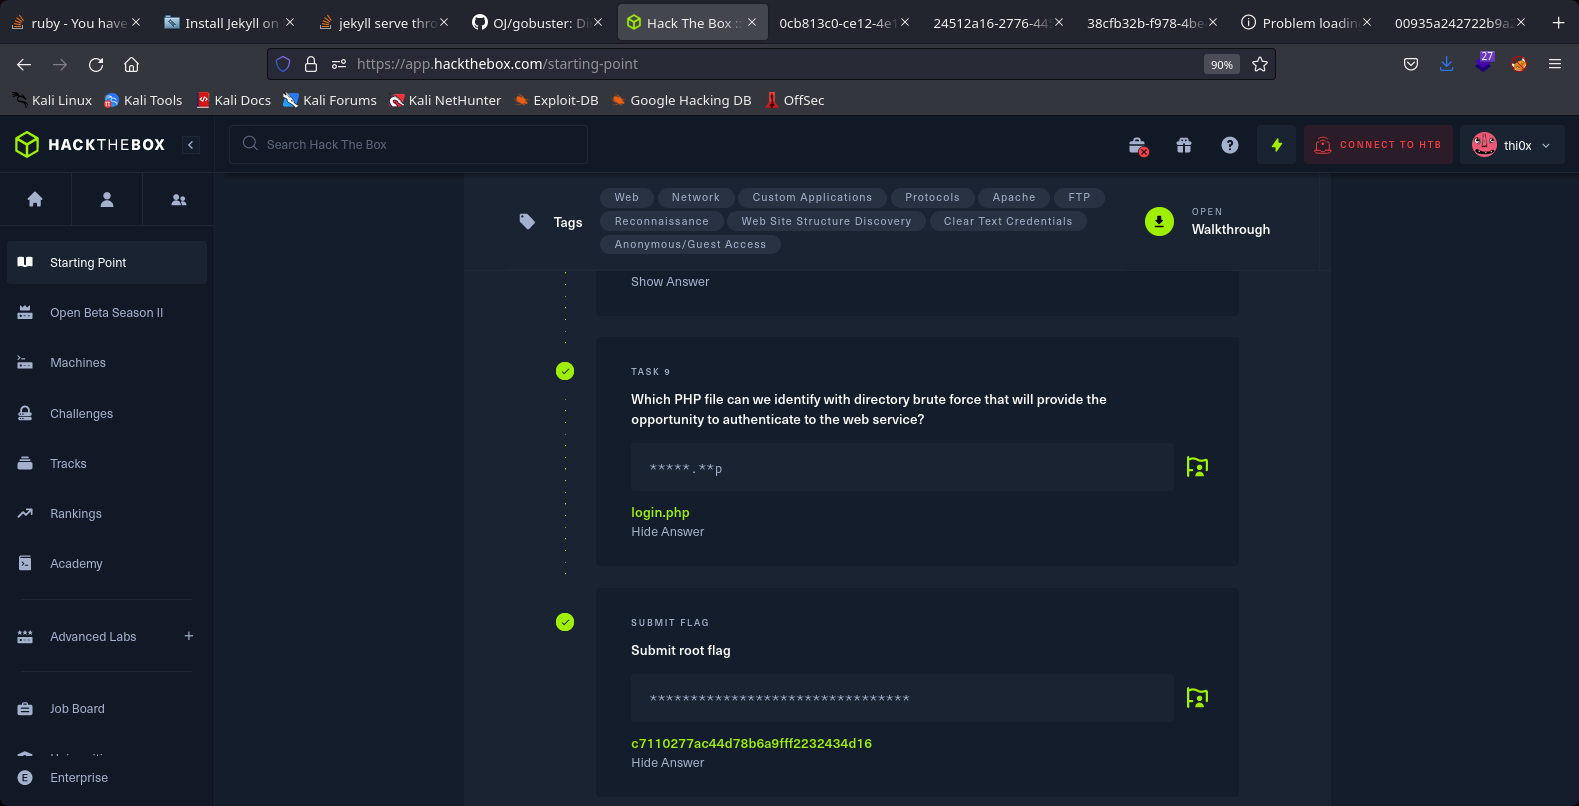 ruby - You have
Install Jekyll on
jekyll serve thro
OJ/gobuster: Di
Hack The Box ::
0cb813c0-ce12-4e1
24512a16-2776-44
38cfb32b-f978-4be
Problem loadin
00935a242722b9a
https://app.hackthebox.com/starting-point
90%
27
Kali Linux
Kali Tools
Kali Docs
Kali Forums
Kali NetHunter
Exploit-DB
Google Hacking DB
OffSec
HACKTHEBOX
Search Hack The Box
CONNECT TO HTB
thi0x
Starting Point
Open Beta Season II
Machines
Challenges
Tracks
Rankings
Academy
Advanced Labs
Job Board
E
Enterprise
Tags
Web
Network
Custom Applications
Protocols
Apache
FTP
Reconnaissance
Web Site Structure Discovery
Clear Text Credentials
Anonymous/Guest Access
OPEN
Walkthrough
Show Answer
TASK 9
Which PHP file can we identify with directory brute force that will provide the
opportunity to authenticate to the web service?
*****.**p
login.php
Hide Answer
SUBMIT FLAG
Submit root flag
********************************
c7110277ac44d78b6a9fff2232434d16
Hide Answer